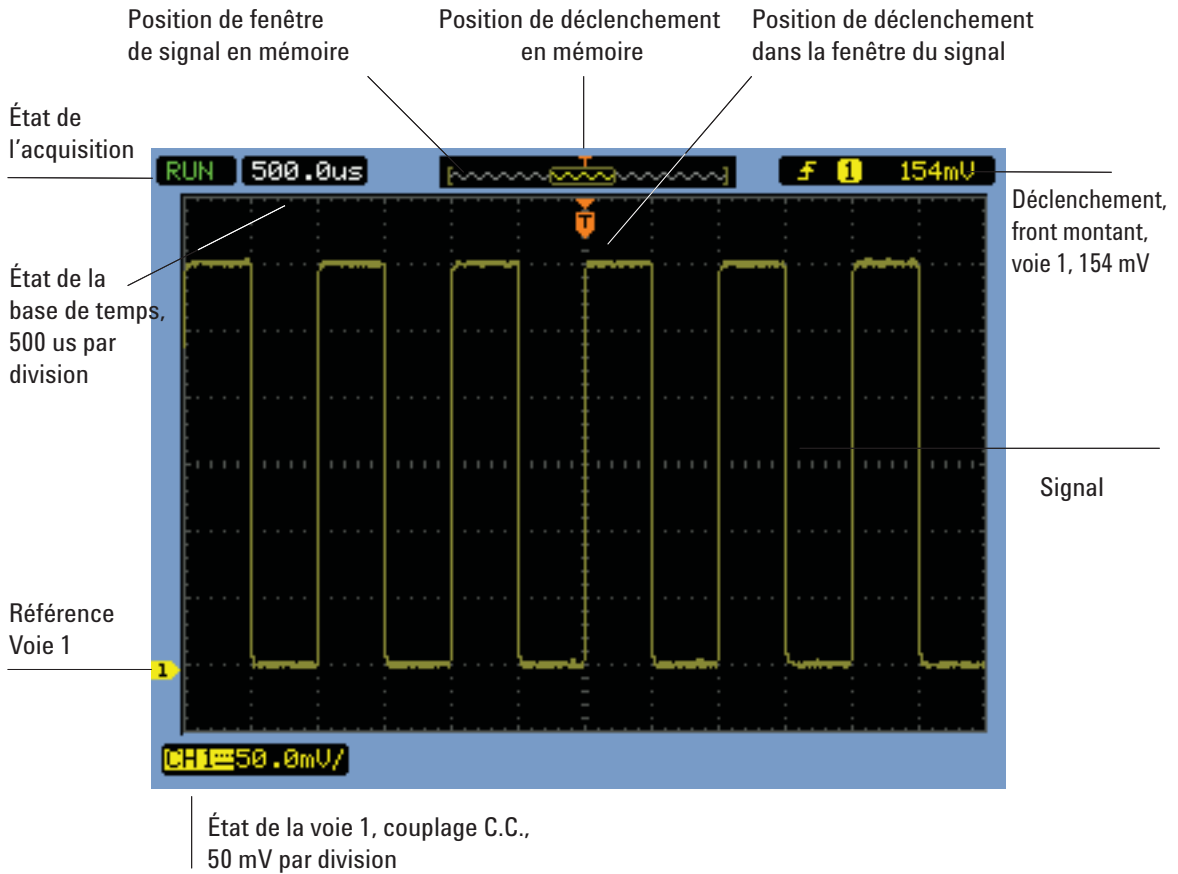 Position de fenêtre
de signal en mémoire
Position de déclenchement
en mémoire
Position de déclenchement
dans la fenêtre du signal
État de
l'acquisition
RUN
500.0us
T
1
154mV
Déclenchement,
front montant,
voie 1, 154 mV
T
État de la
base de temps,
500 us par
division
Signal
Référence
Voie 1
1
CH1 50.0mV/
État de la voie 1, couplage C.C.,
50 mV par division